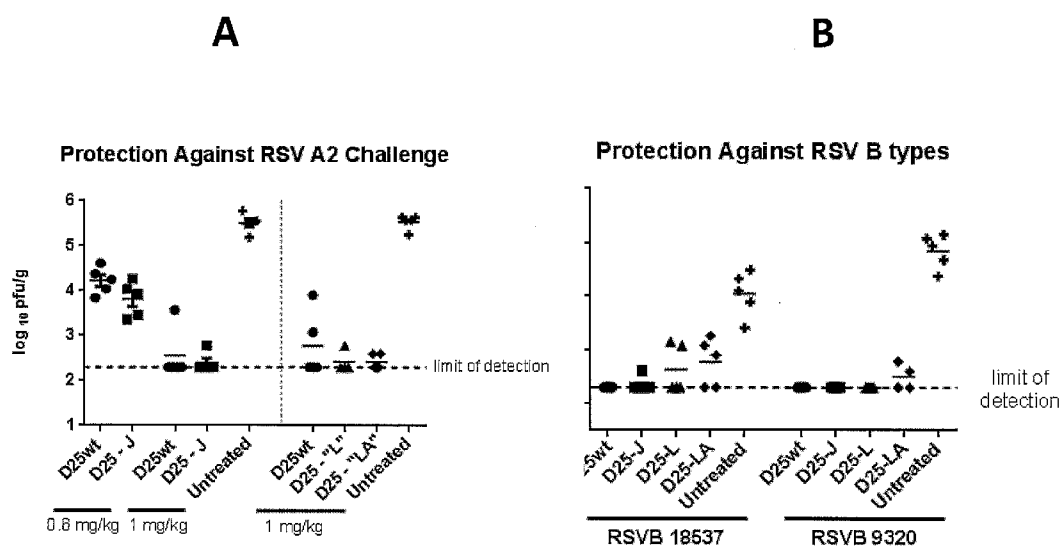 A
B
Protection Against RSV A2 Challenge
Protection Against RSV B types
log 10 pfu/g
6
5
4
3
2
1
limit of detection
D25wt
D25 - J
D25wt
D25 - J
Untreated
D25wt
D25 - "L"
D25 - "LA"
Untreated
0.8 mg/kg
1 mg/kg
1 mg/kg
limit of
detection
25wt
D25-J
D25-L
D25-LA
Untreated
D25wt
D25-J
D25-L
D25-LA
Untreated
RSVB 18537
RSVB 9320